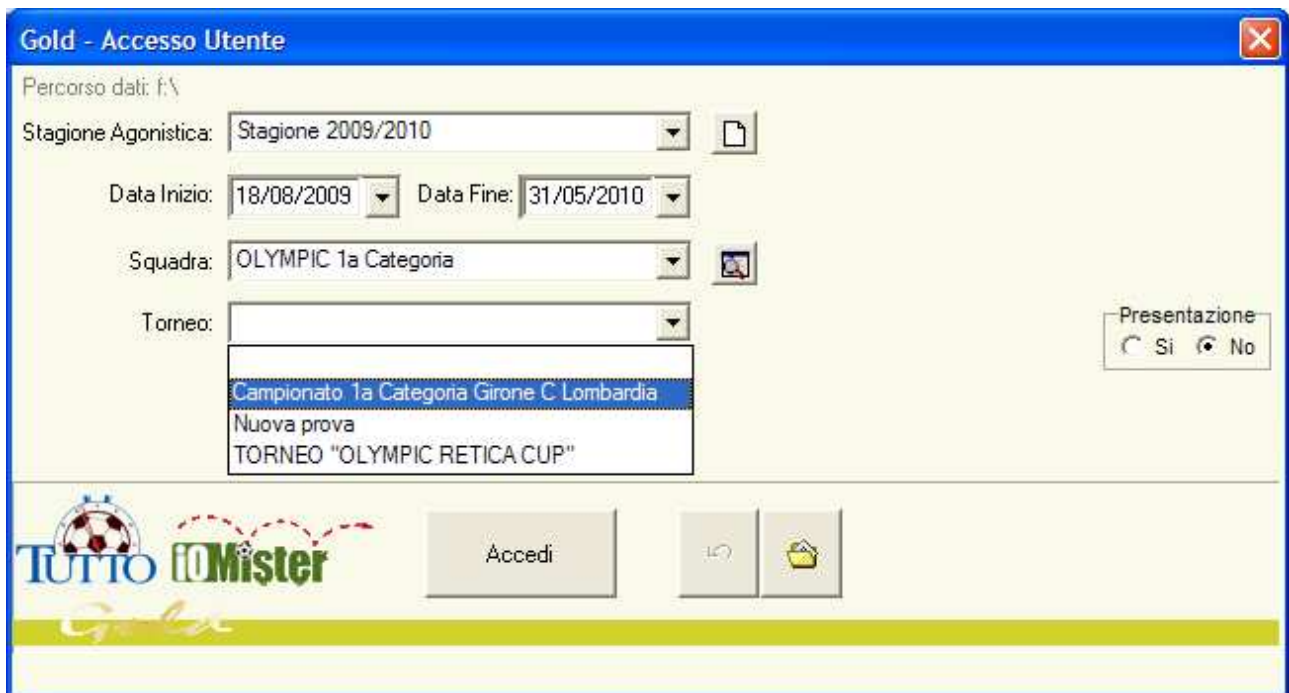 Gold - Accesso Utente
Percorso dati: f:\
Stagione Agonistica: Stagione 2009/2010
Data Inizio: 18/08/2009 Data Fine: 31/05/2010
Squadra: OLYMPIC 1a Categoria
Torneo:
Presentazione
Si No
Campionato 1a Categoria Girone C Lombardia
Nuova prova
TORNEO "OLYMPIC RETICA CUP"
TUTTO iOMister Accedi
Gold